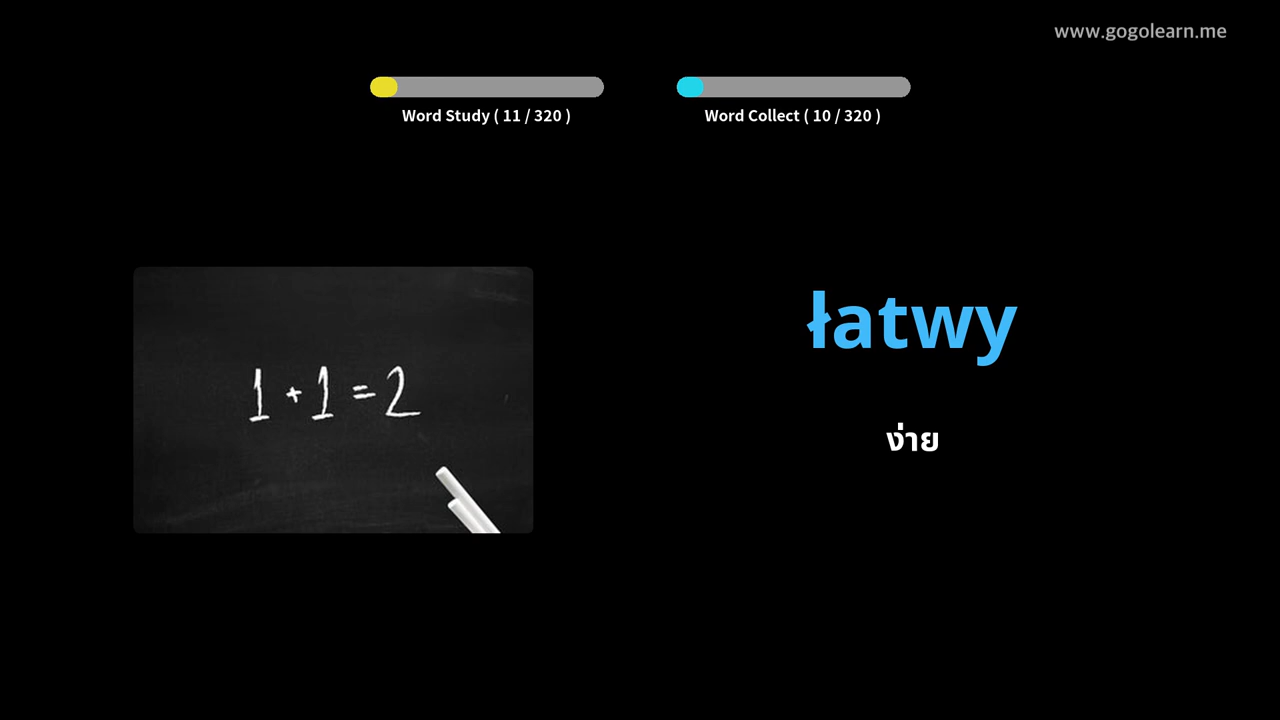 www.gogolearn.me
Word Study ( 11 / 320 )
Word Collect ( 10 / 320 )
1 + 1 = 2
łatwy
ง่าย